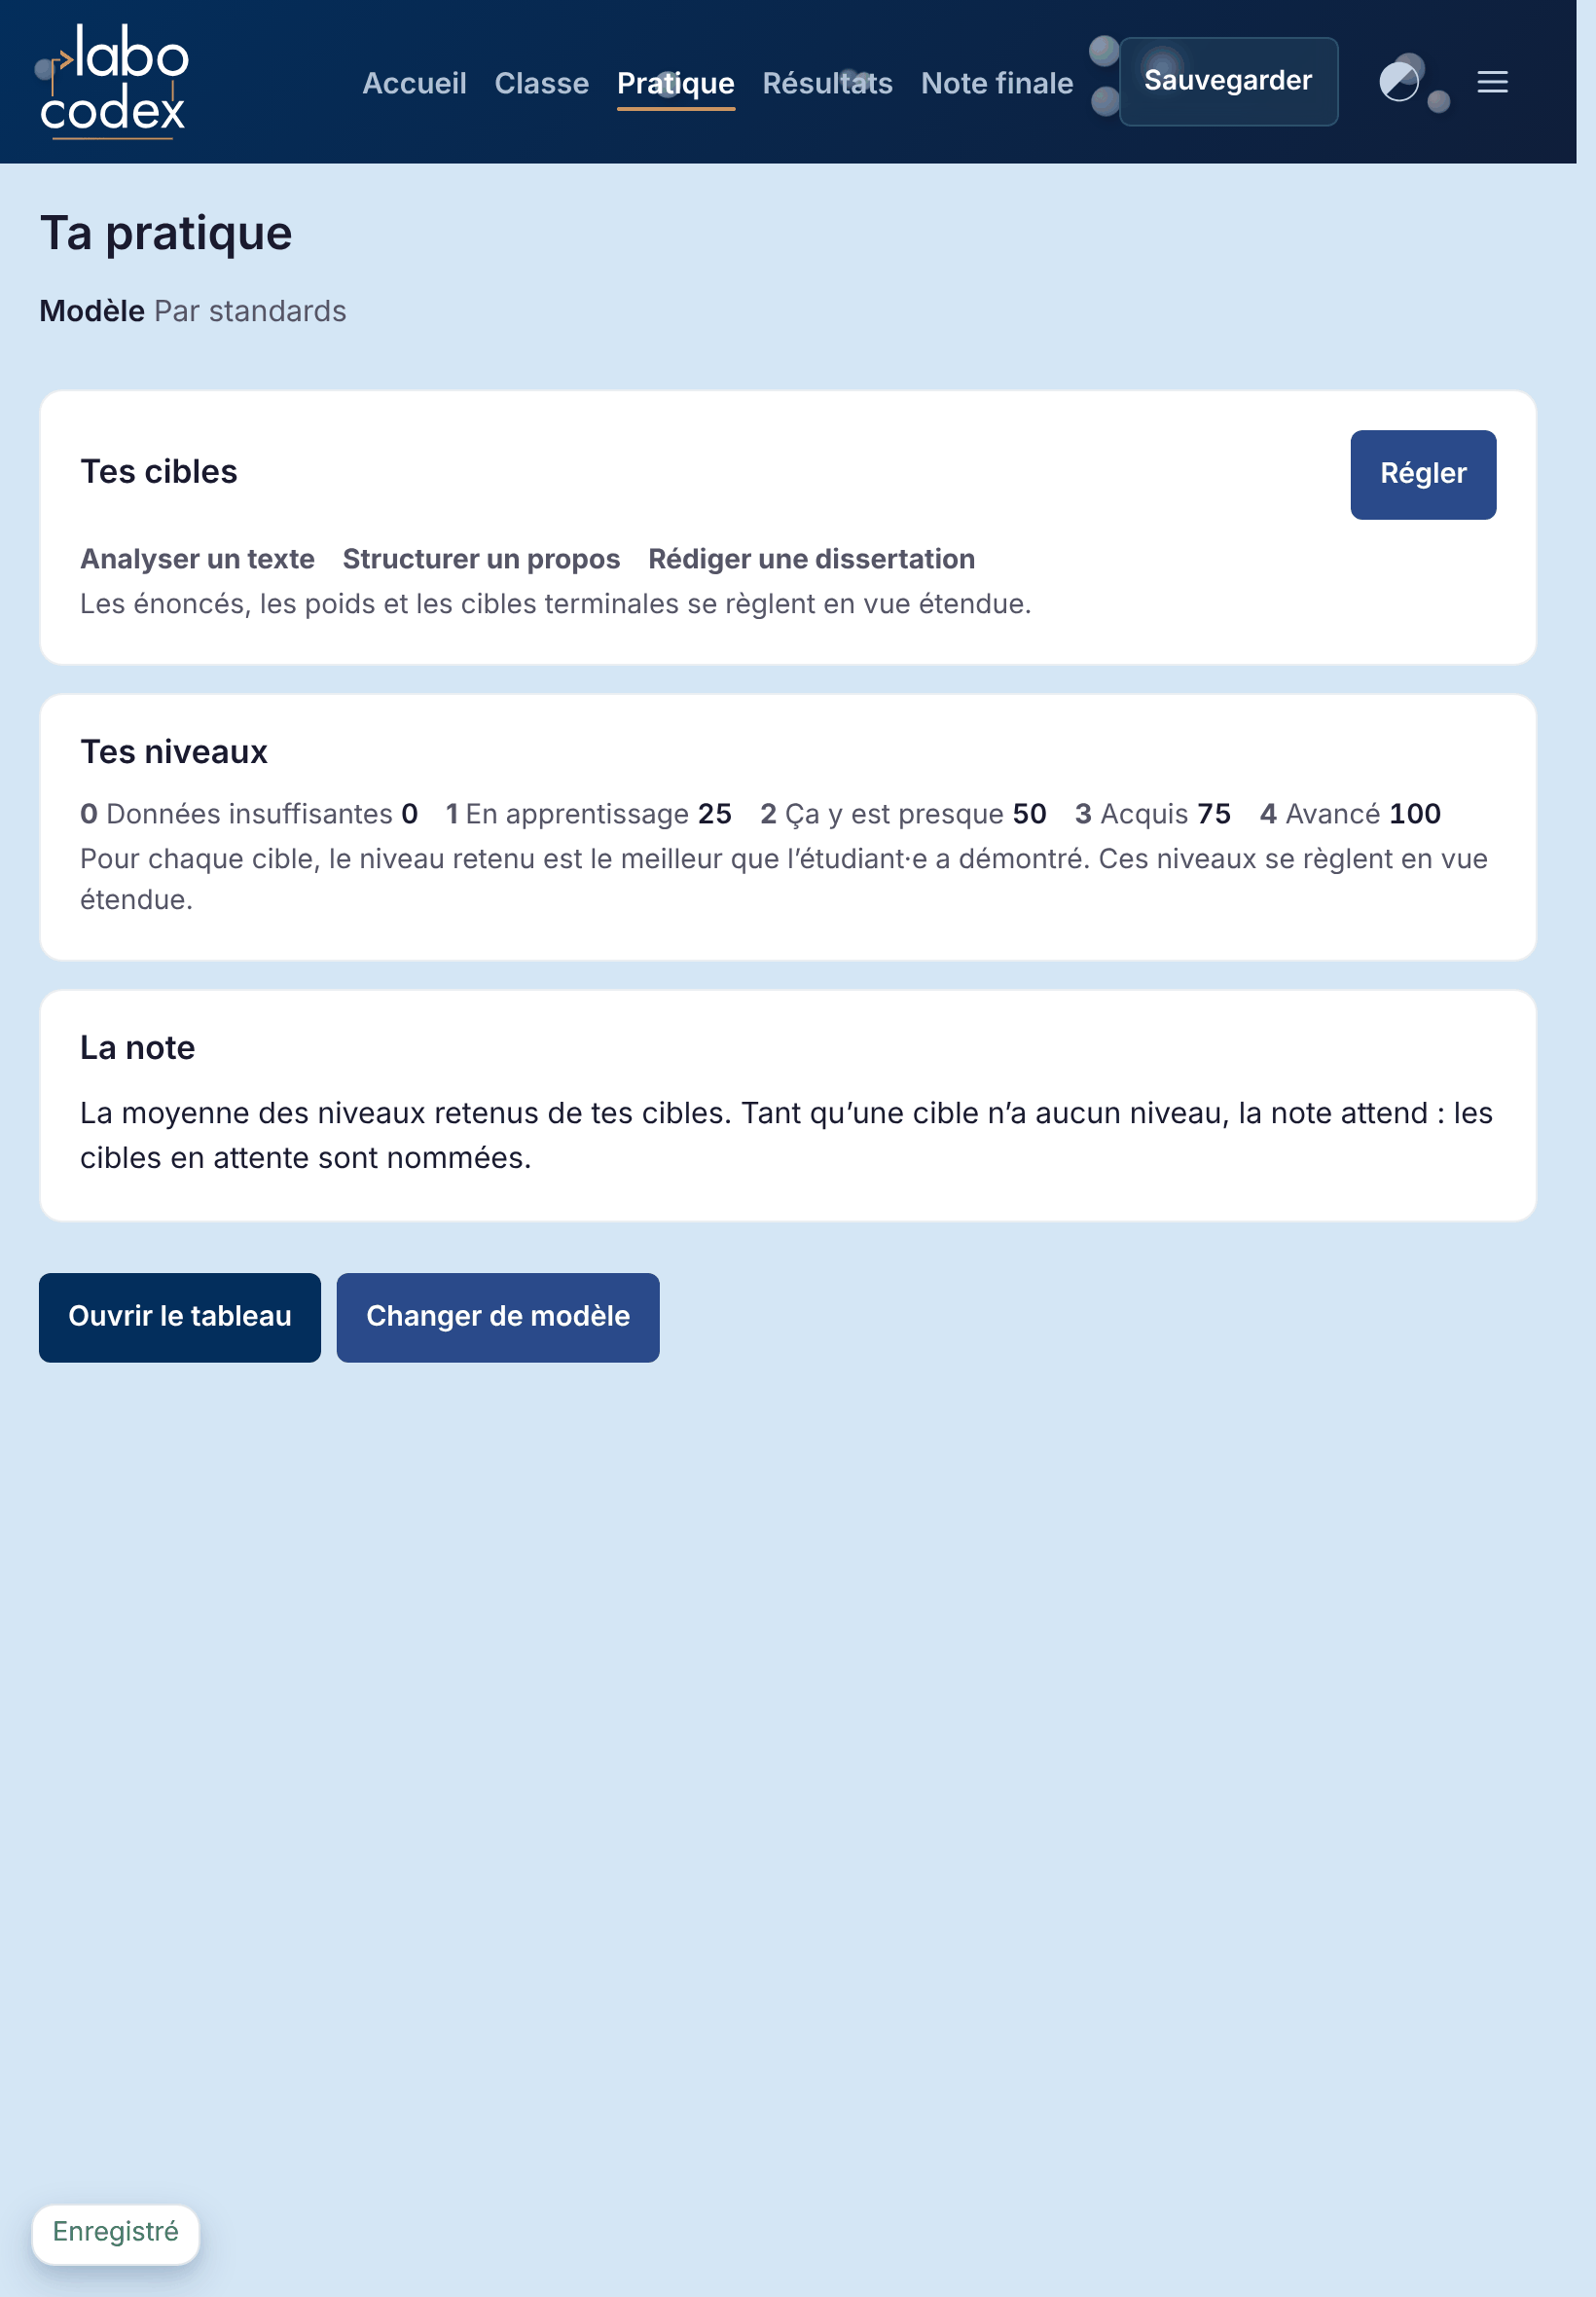 labo
codex
Accueil Classe Pratique Résultats Note finale Sauvegarder
Ta pratique
Modèle Par standards
Tes cibles
Régler
Analyser un texte Structurer un propos Rédiger une dissertation
Les énoncés, les poids et les cibles terminales se règlent en vue étendue.
Tes niveaux
0 Données insuffisantes 0 1 En apprentissage 25 2 Ça y est presque 50 3 Acquis 75 4 Avancé 100
Pour chaque cible, le niveau retenu est le meilleur que l’étudiant·e a démontré. Ces niveaux se règlent en vue
étendue.
La note
La moyenne des niveaux retenus de tes cibles. Tant qu’une cible n’a aucun niveau, la note attend : les
cibles en attente sont nommées.
Ouvrir le tableau Changer de modèle
Enregistré